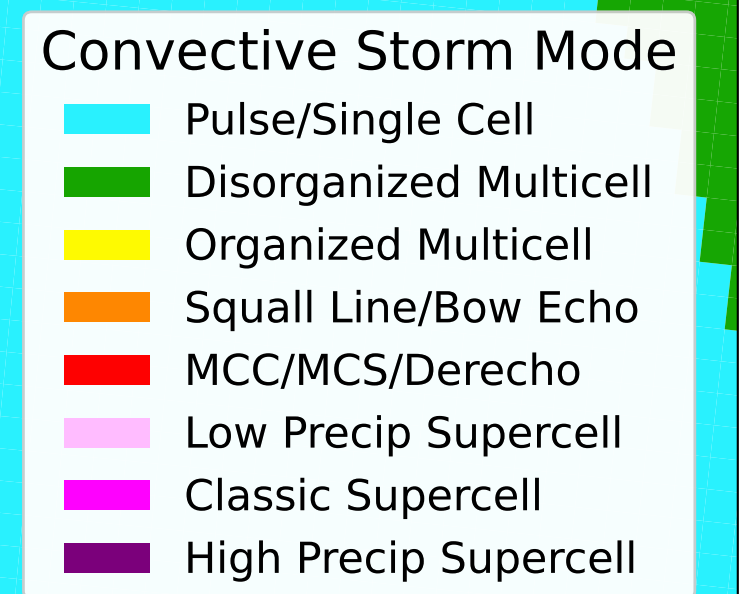 Convective Storm Mode
Pulse/Single Cell
Disorganized Multicell
Organized Multicell
Squall Line/Bow Echo
MCC/MCS/Derecho
Low Precip Supercell
Classic Supercell
High Precip Supercell